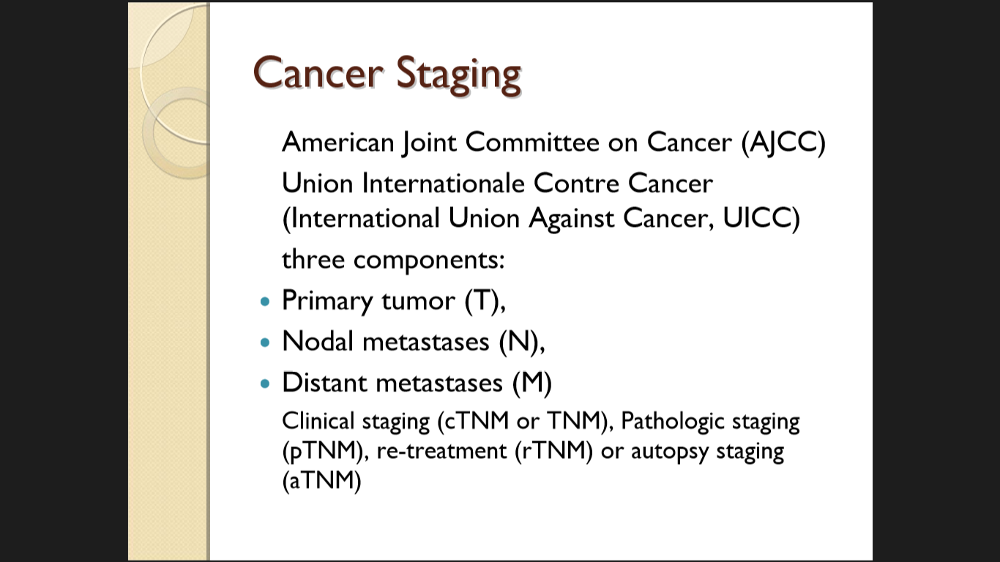 Cancer Staging
American Joint Committee on Cancer (AJCC)
Union Internationale Contre Cancer
(International Union Against Cancer, UICC)
three components:
• Primary tumor (T),
• Nodal metastases (N),
• Distant metastases (M)
Clinical staging (cTNM or TNM), Pathologic staging
(pTNM), re-treatment (rTNM) or autopsy staging
(aTNM)